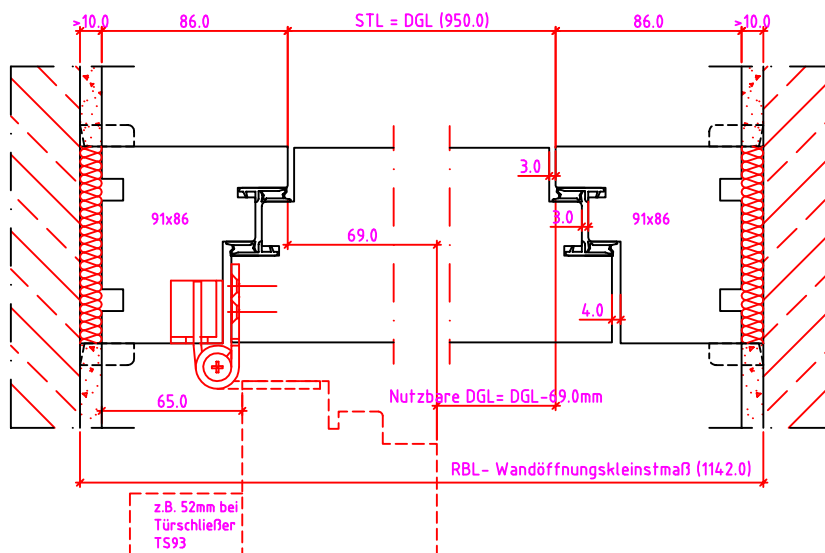 >10.0
86.0
STL = DGL (950.0)
86.0
>10.0
3.0
91x86
3.0
91x86
69.0
4.0
65.0
Nutzbare DGL= DGL-69.0mm
RBL- Wandöffnungskleinstmaß (1142.0)
z.B. 52mm bei
Türschließer
TS93